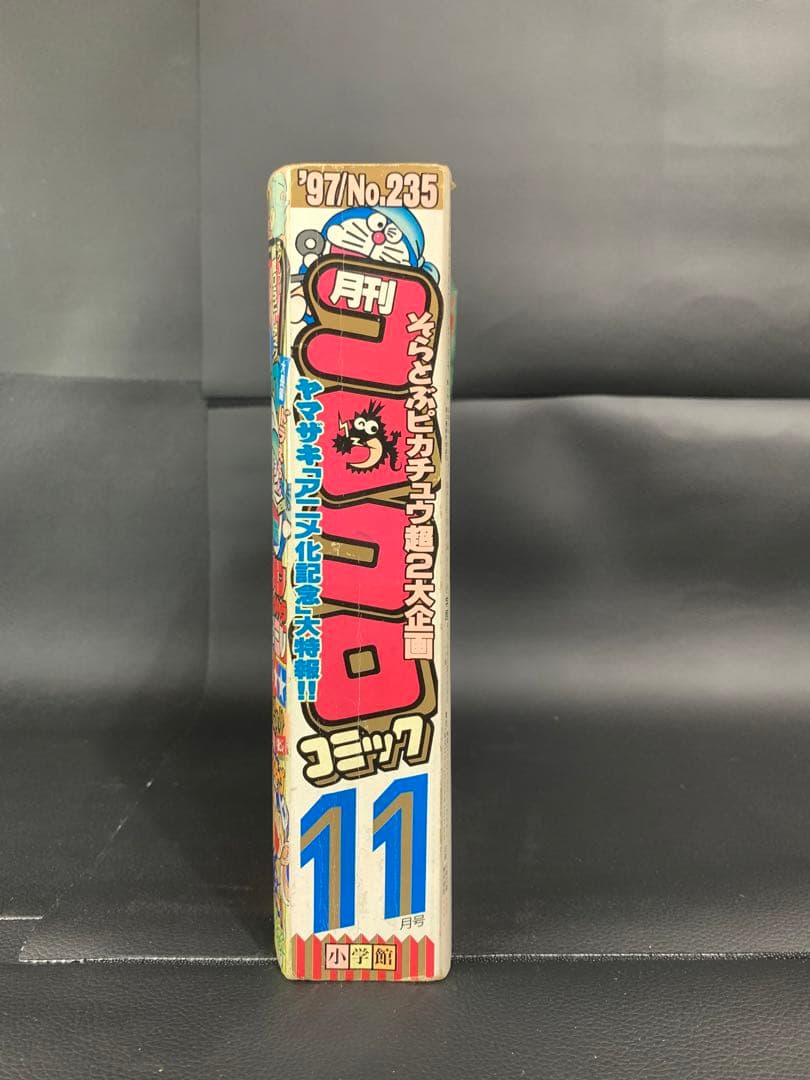 '97/No.235
月刊
コロコロ
コミック
そらとぶピカチュウ超2大企画
ヤマザキ「アニメ化記念」大特報!!
11
月号
小学館